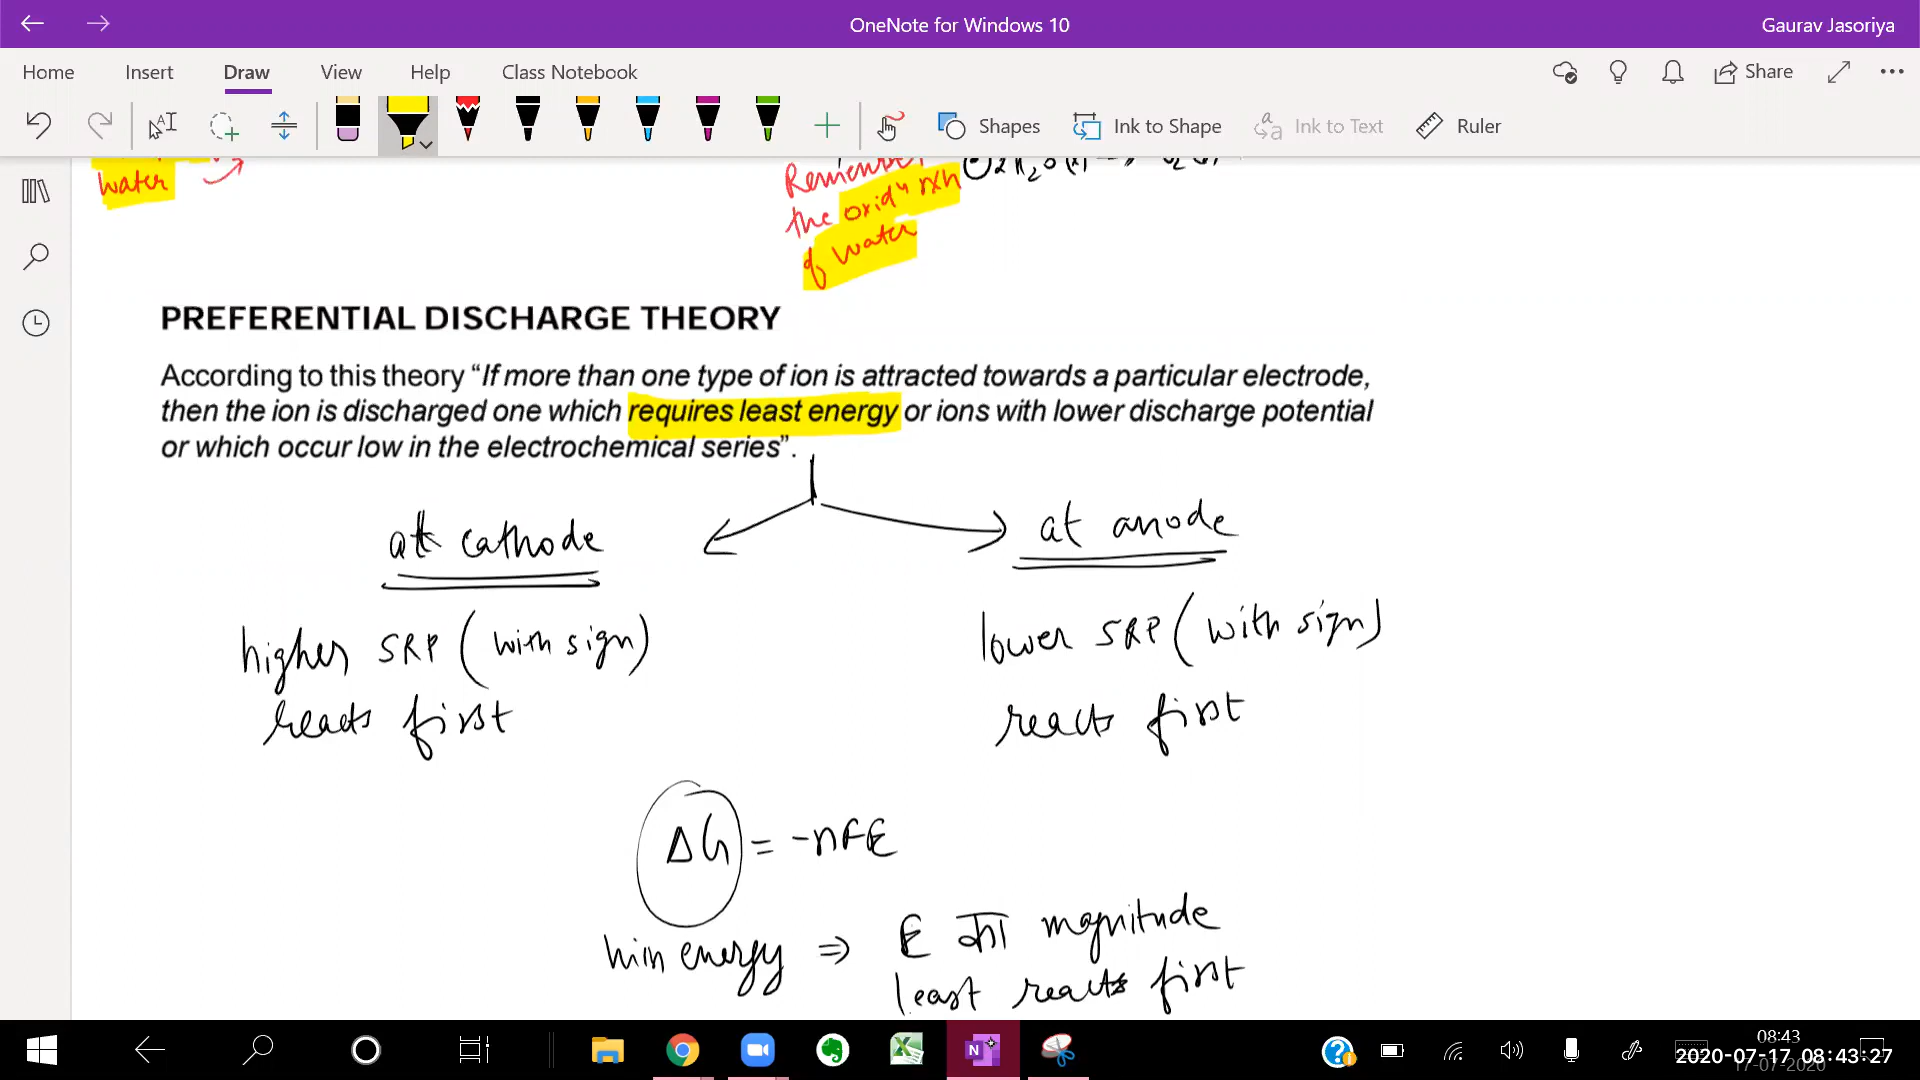 OneNote for Windows 10
Gaurav Jasoriya
Home Insert Draw View Help Class Notebook
Share
Shapes Ink to Shape Ink to Text Ruler
water
Remember
the oxidⁿ rxn
of water
PREFERENTIAL DISCHARGE THEORY
According to this theory “If more than one type of ion is attracted towards a particular electrode,
then the ion is discharged one which requires least energy or ions with lower discharge potential
or which occur low in the electrochemical series”.
at cathode
at anode
higher SRP (with sign)
reacts first
lower SRP (with sign)
reacts first
ΔG = -nFE
min energy ⇒ E का magnitude
least reacts first
08:43
17-07-2020
2020-07-17 08:43:27